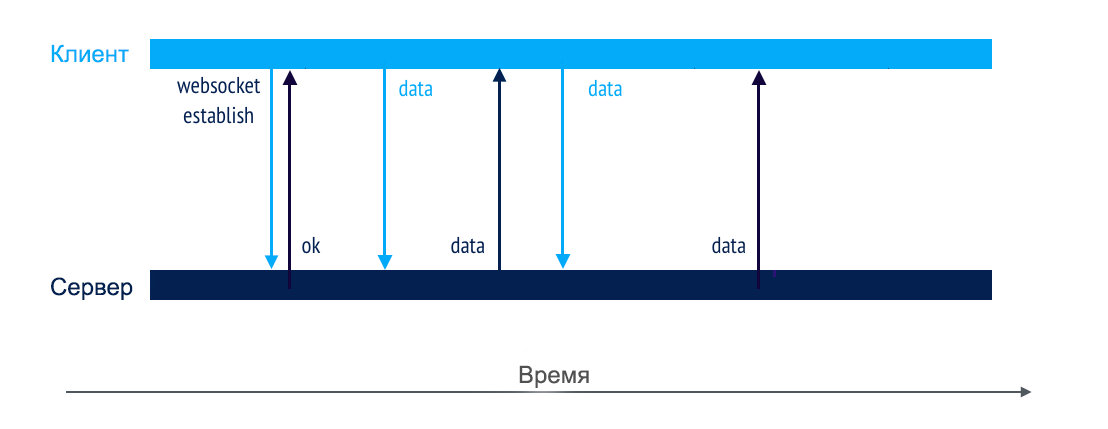 Клиент
websocket
establish
data
data
ok
data
data
Сервер
Время